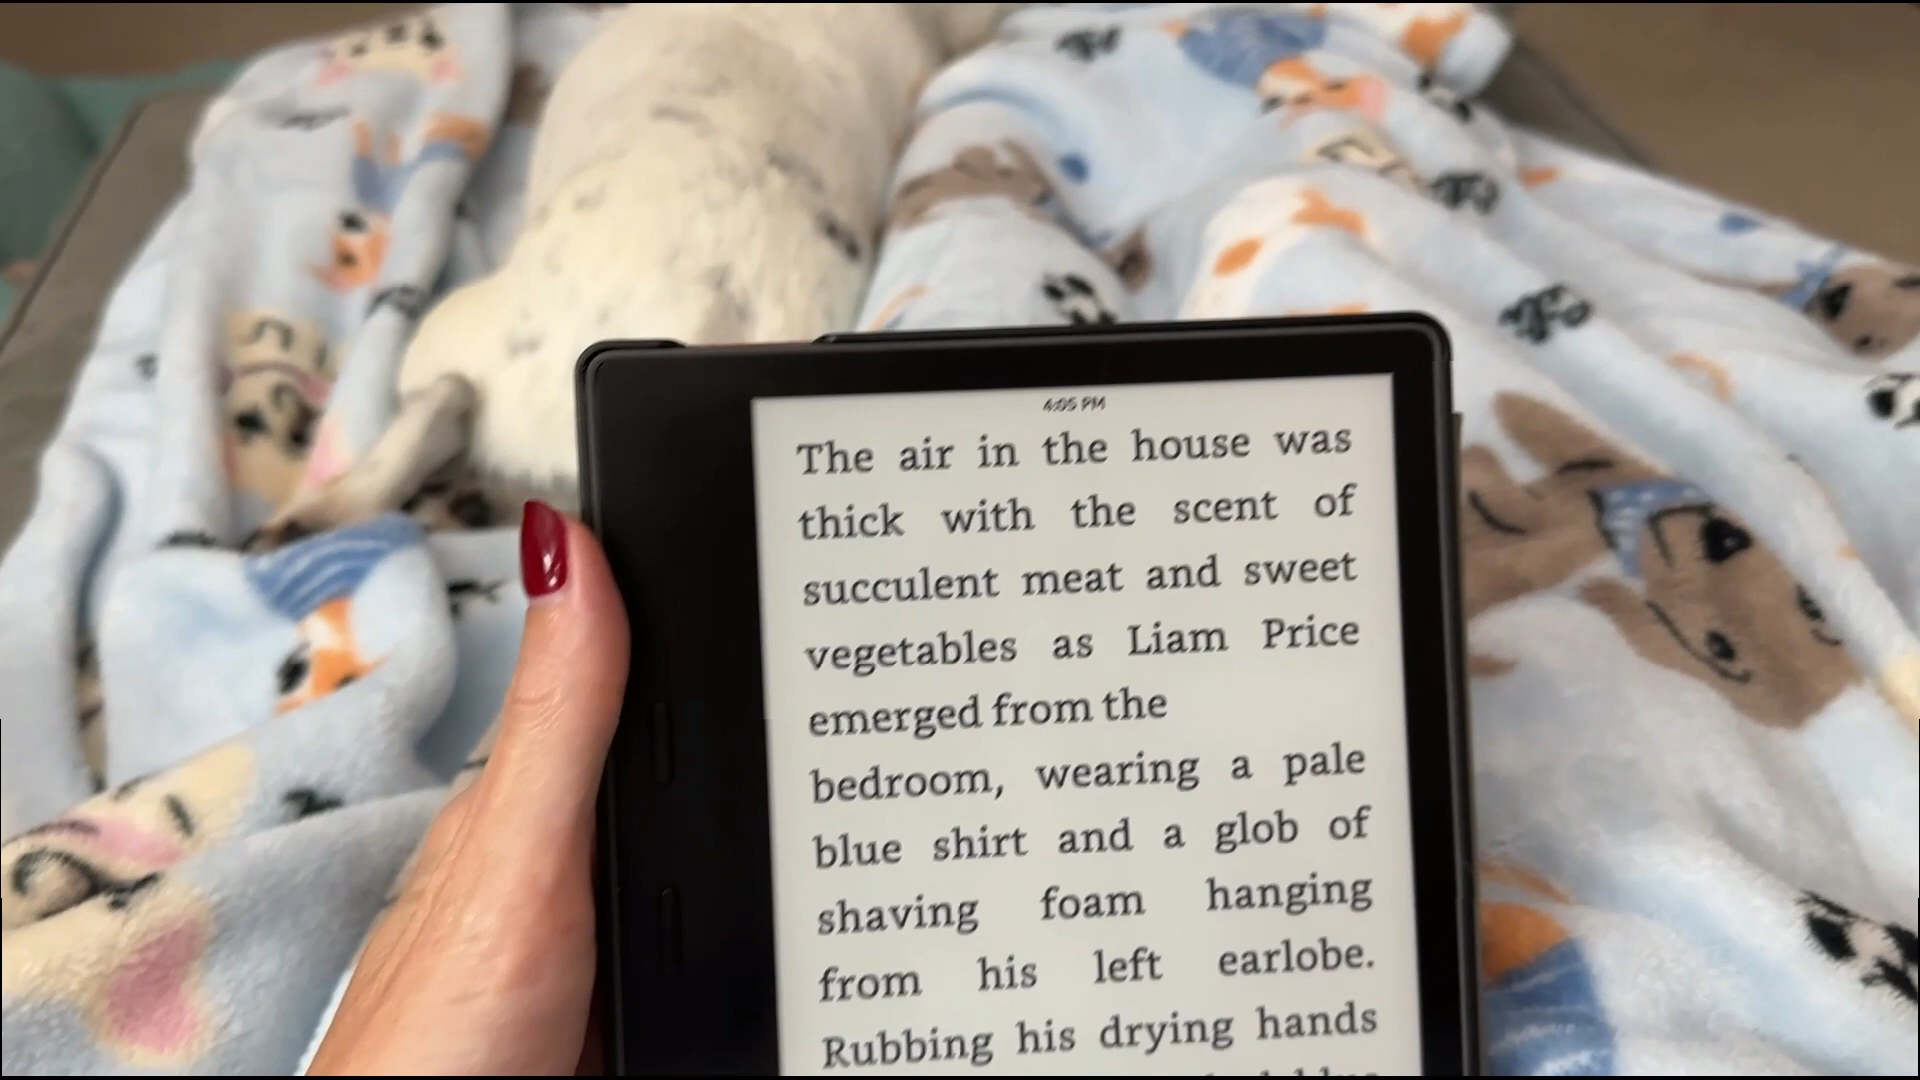 4:05 PM
The air in the house was
thick with the scent of
succulent meat and sweet
vegetables as Liam Price
emerged from the
bedroom, wearing a pale
blue shirt and a glob of
shaving foam hanging
from his left earlobe.
Rubbing his drying hands